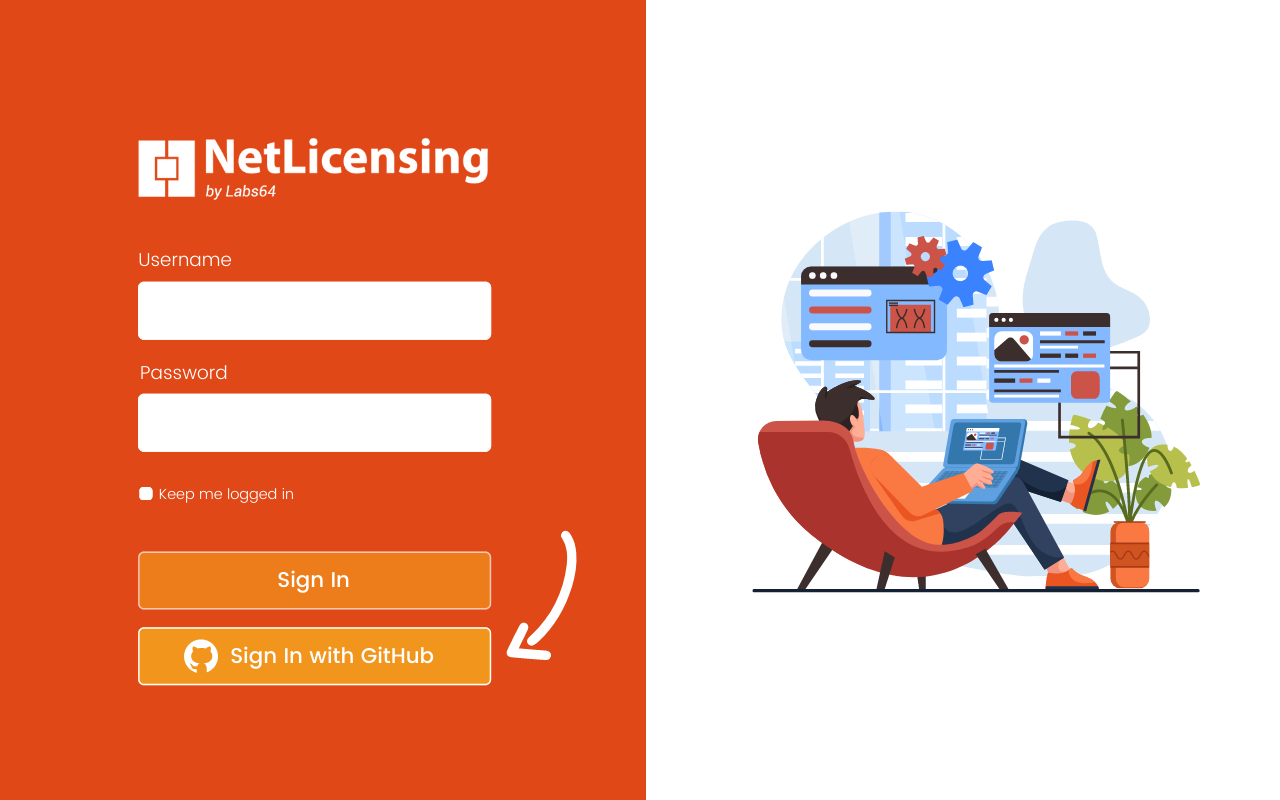 NetLicensing
by Labs64
Username
Password
Keep me logged in
Sign In
Sign In with GitHub